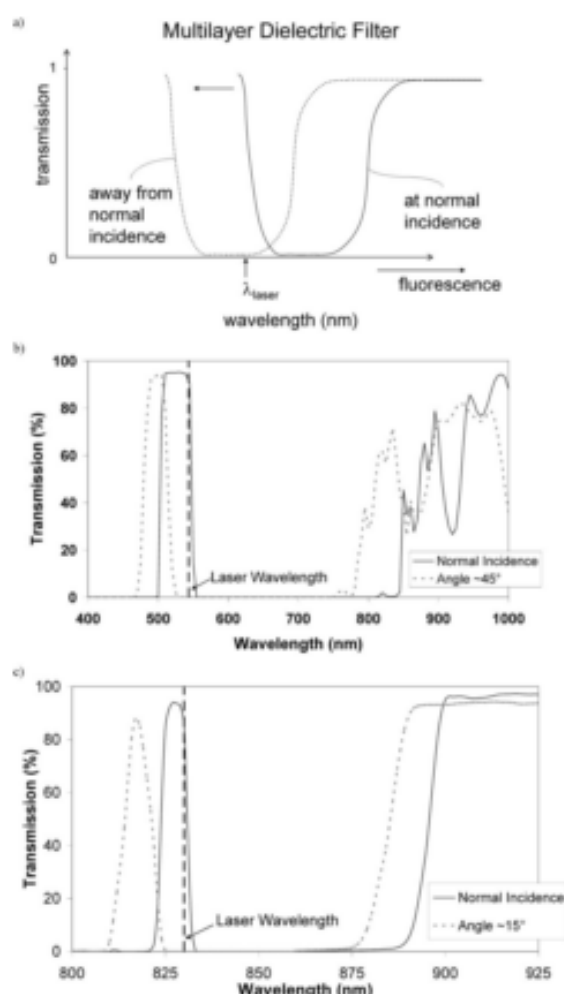 a)
Multilayer Dielectric Filter
1
transmission
away from
normal
incidence
at normal
incidence
0
λlaser
fluorescence
wavelength (nm)
b)
100
80
60
40
20
0
Transmission (%)
Laser Wavelength
Normal Incidence
Angle ~45°
400 500 600 700 800 900 1000
Wavelength (nm)
c)
100
80
60
40
20
0
Transmission (%)
Laser Wavelength
Normal Incidence
Angle ~15°
800 825 850 875 900 925
Wavelength (nm)